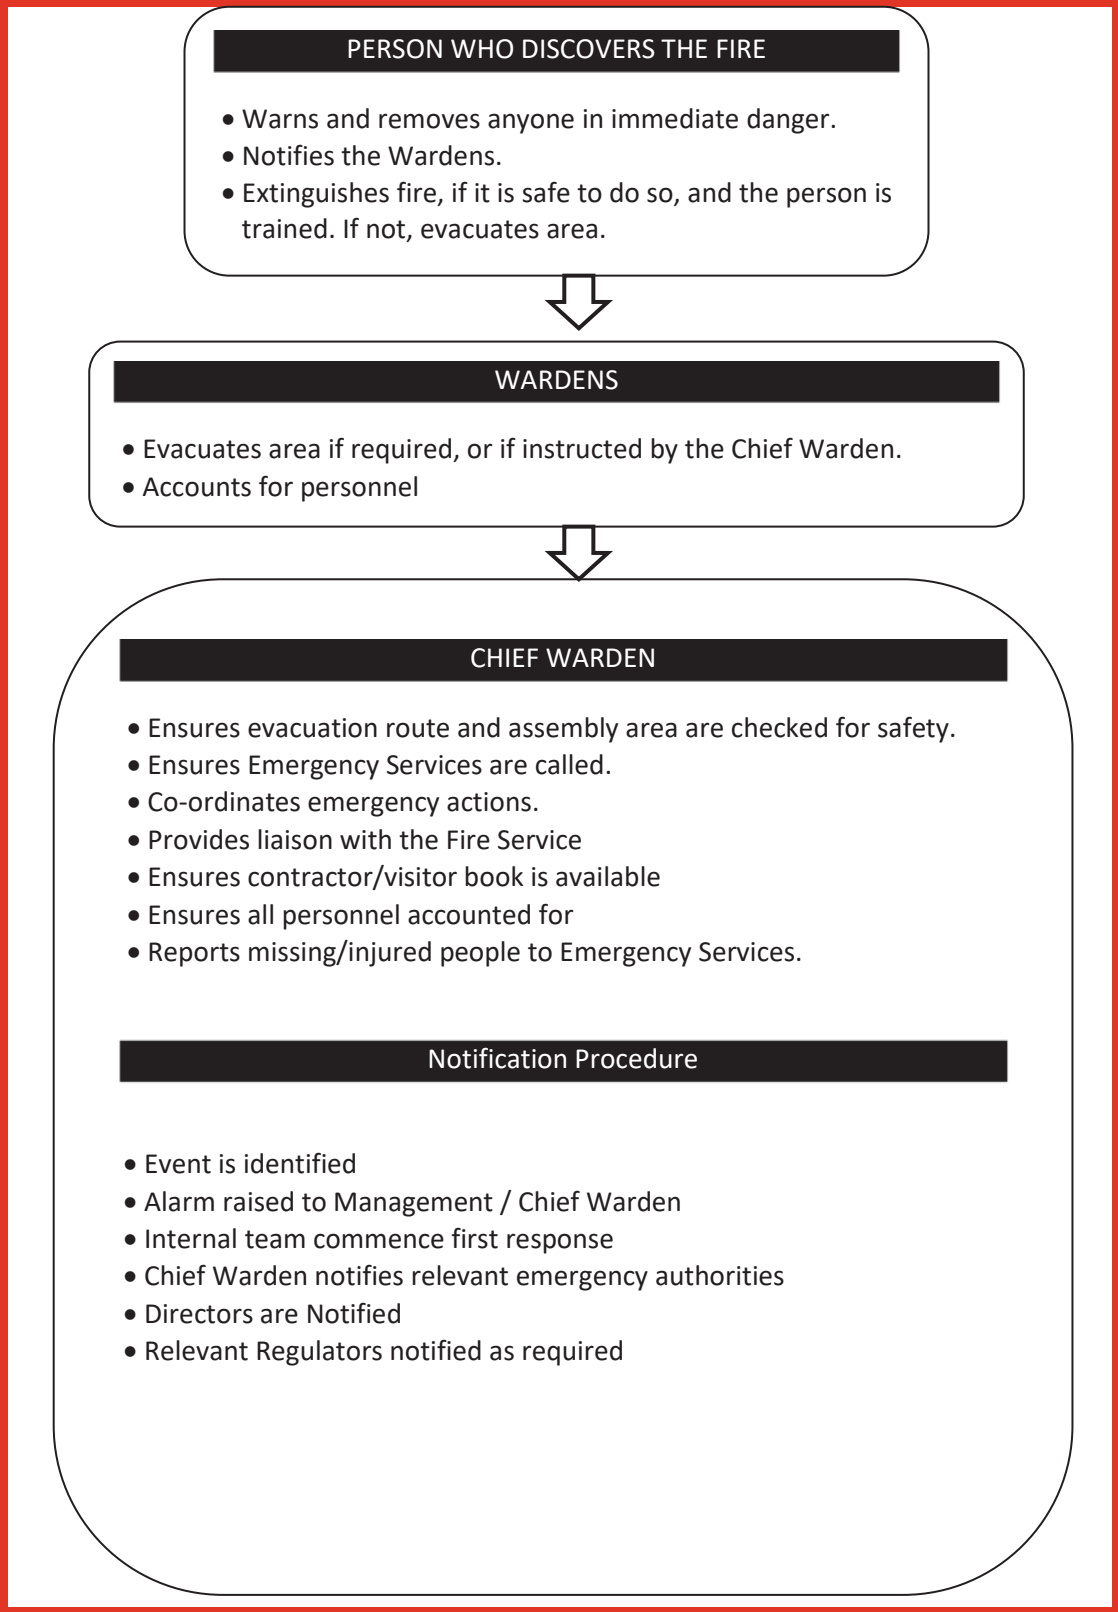 PERSON WHO DISCOVERS THE FIRE
• Warns and removes anyone in immediate danger.
• Notifies the Wardens.
• Extinguishes fire, if it is safe to do so, and the person is
trained. If not, evacuates area.
WARDENS
• Evacuates area if required, or if instructed by the Chief Warden.
• Accounts for personnel
CHIEF WARDEN
• Ensures evacuation route and assembly area are checked for safety.
• Ensures Emergency Services are called.
• Co-ordinates emergency actions.
• Provides liaison with the Fire Service
• Ensures contractor/visitor book is available
• Ensures all personnel accounted for
• Reports missing/injured people to Emergency Services.
Notification Procedure
• Event is identified
• Alarm raised to Management / Chief Warden
• Internal team commence first response
• Chief Warden notifies relevant emergency authorities
• Directors are Notified
• Relevant Regulators notified as required